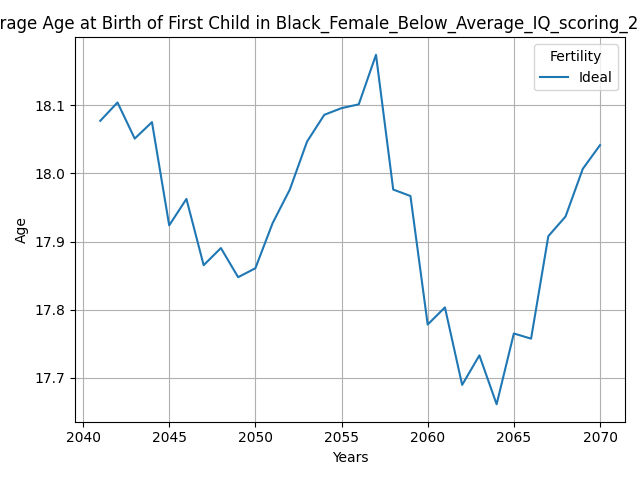 rage Age at Birth of First Child in Black_Female_Below_Average_IQ_scoring_2
Fertility
Ideal
Age
18.1
18.0
17.9
17.8
17.7
2040
2045
2050
2055
2060
2065
2070
Years